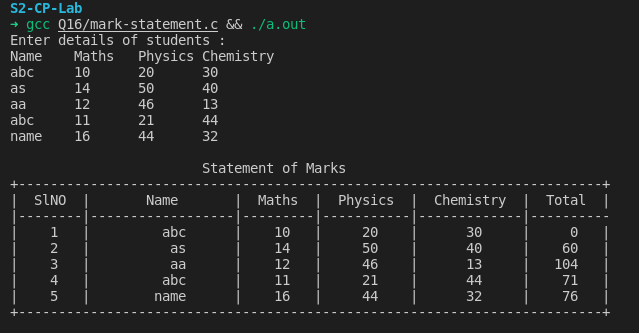 S2-CP-Lab
→ gcc Q16/mark-statement.c && ./a.out
Enter details of students :
Name    Maths   Physics Chemistry
abc     10      20      30
as      14      50      40
aa      12      46      13
abc     11      21      44
name    16      44      32
                        Statement of Marks
+-------------------------------------------------------------------------+
|  SlNO  |       Name       |  Maths  |  Physics  |  Chemistry  |  Total  |
|--------|------------------|---------|-----------|-------------|----------
|    1   |         abc      |    10   |     20    |      30     |     0   |
|    2   |          as      |    14   |     50    |      40     |    60   |
|    3   |          aa      |    12   |     46    |      13     |   104   |
|    4   |         abc      |    11   |     21    |      44     |    71   |
|    5   |        name      |    16   |     44    |      32     |    76   |
+-------------------------------------------------------------------------+